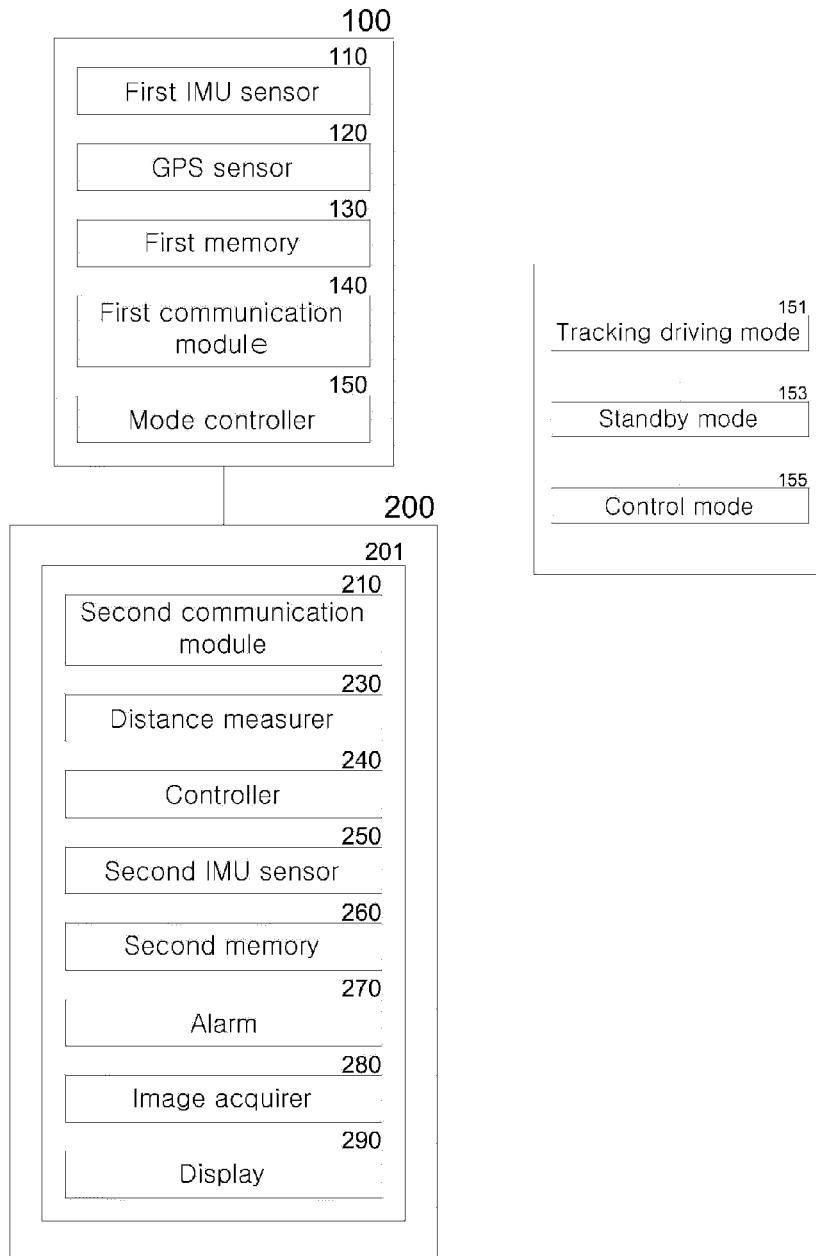 100
110
First IMU sensor
120
GPS sensor
130
First memory
140
First communication
module
150
Mode controller
200
201
210
Second communication
module
230
Distance measurer
240
Controller
250
Second IMU sensor
260
Second memory
270
Alarm
280
Image acquirer
290
Display
151
Tracking driving mode
153
Standby mode
155
Control mode